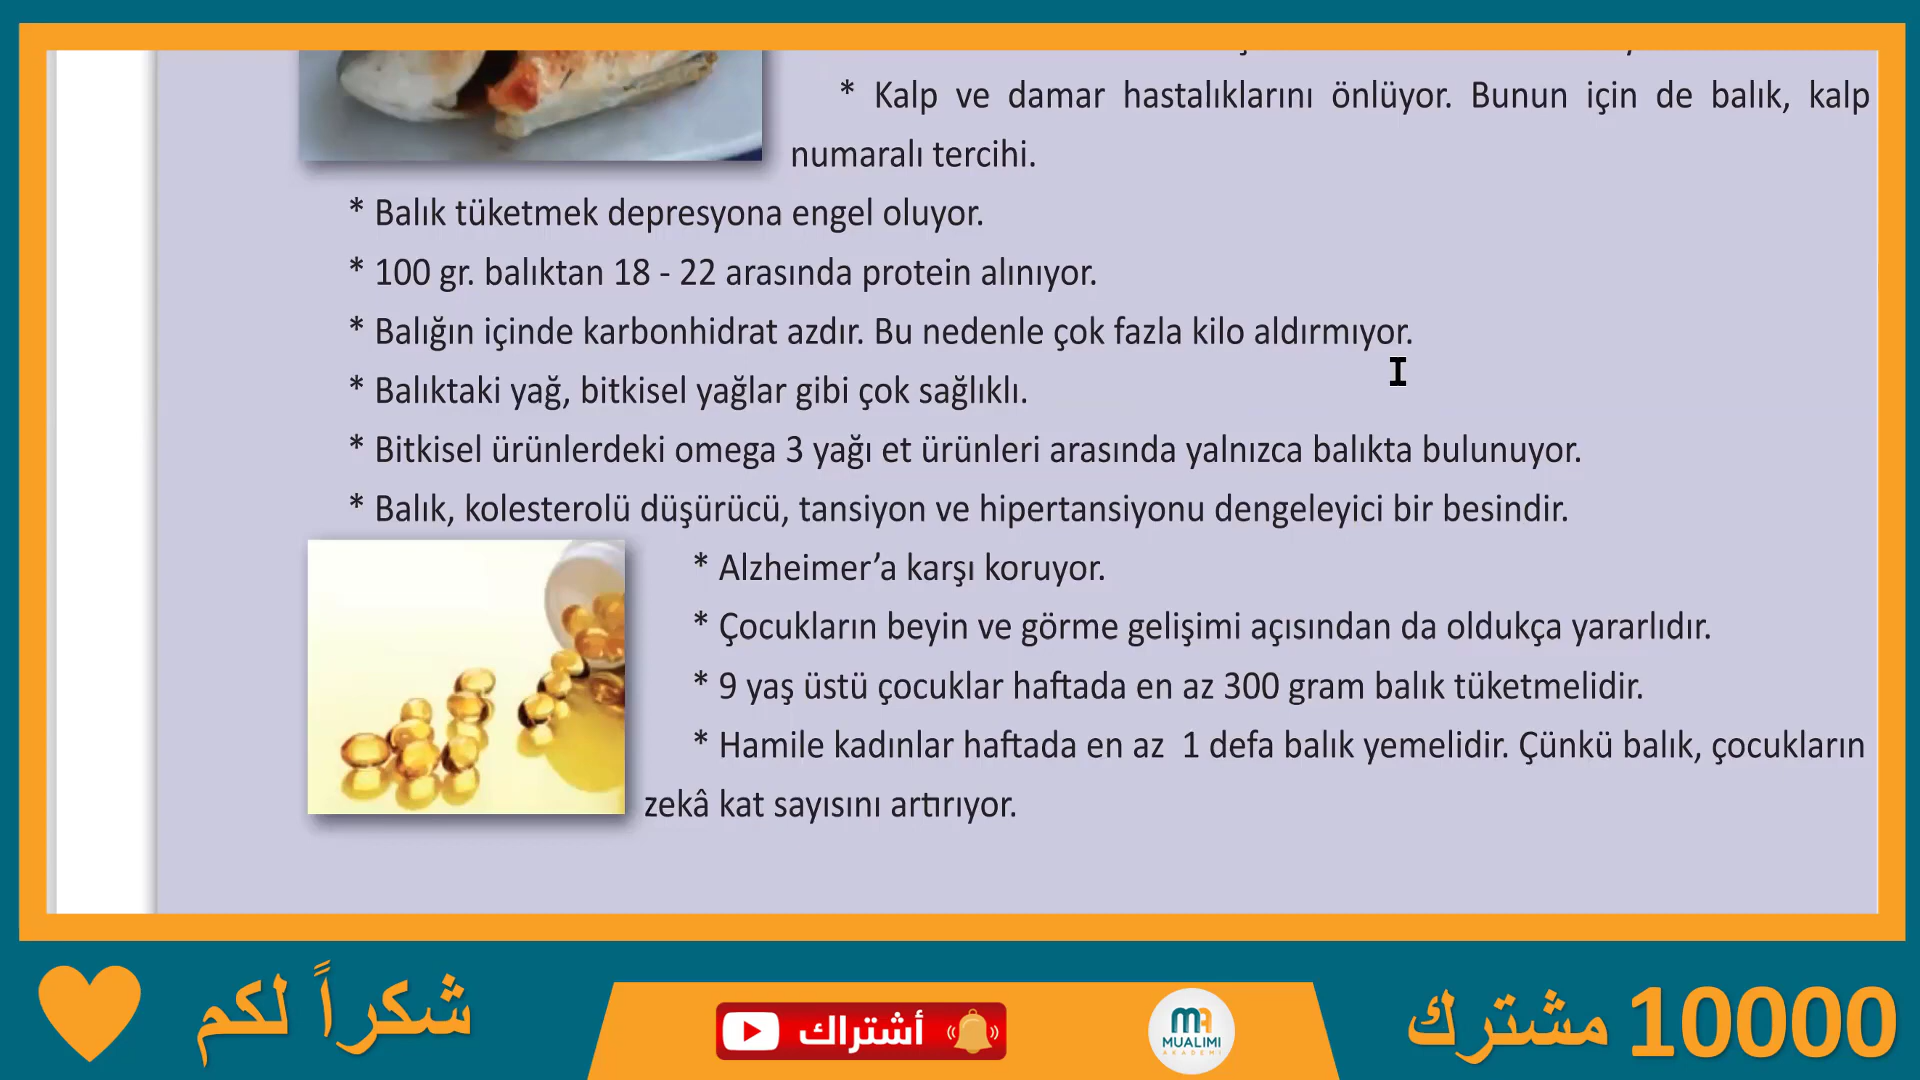 * Kalp ve damar hastalıklarını önlüyor. Bunun için de balık, kalp
numaralı tercihi.
* Balık tüketmek depresyona engel oluyor.
* 100 gr. balıktan 18 - 22 arasında protein alınıyor.
* Balığın içinde karbonhidrat azdır. Bu nedenle çok fazla kilo aldırmıyor.
* Balıktaki yağ, bitkisel yağlar gibi çok sağlıklı.
* Bitkisel ürünlerdeki omega 3 yağı et ürünleri arasında yalnızca balıkta bulunuyor.
* Balık, kolesterolü düşürücü, tansiyon ve hipertansiyonu dengeleyici bir besindir.
* Alzheimer’a karşı koruyor.
* Çocukların beyin ve görme gelişimi açısından da oldukça yararlıdır.
* 9 yaş üstü çocuklar haftada en az 300 gram balık tüketmelidir.
* Hamile kadınlar haftada en az 1 defa balık yemelidir. Çünkü balık, çocukların
zekâ kat sayısını artırıyor.
شكراً لكم
أشتراك
MUALIMI
AKADEMI
10000 مشترك